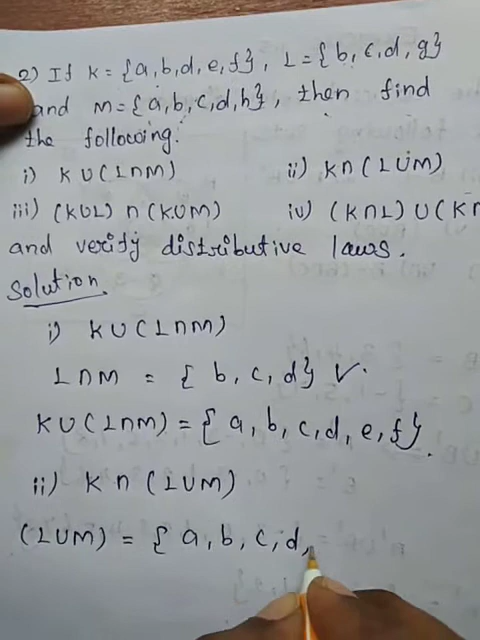 2) If K = {a,b,d,e,f}, L = {b,c,d,g}
and m = {a,b,c,d,h}, then find
the following:
i) K ∪ (L ∩ M) ii) K ∩ (L ∪ M)
iii) (K ∪ L) ∩ (K ∪ M) iv) (K ∩ L) ∪ (K ∩
and verify distributive laws.
Solution
i) K ∪ (L ∩ M)
L ∩ M = { b, c, d} ✓.
K ∪ (L ∩ M) = { a, b, c, d, e, f}.
ii) K ∩ (L ∪ M)
(L ∪ M) = { a, b, c, d,